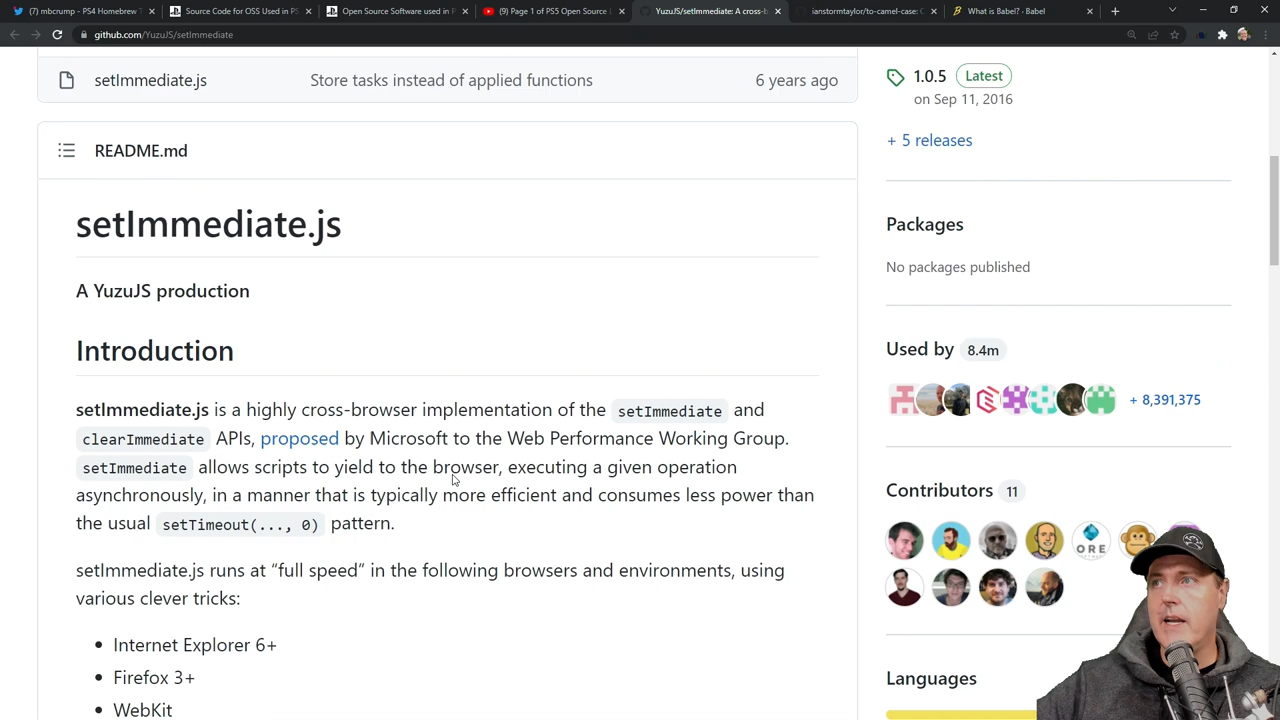 (7) mbcrump - PS4 Homebrew T
Source Code for OSS Used in PS
Open Source Software used in P
(9) Page 1 of PS5 Open Source L
YuzuJS/setImmediate: A cross-b
ianstormtaylor/to-camel-case: C
What is Babel? · Babel
github.com/YuzuJS/setImmediate
setImmediate.js
Store tasks instead of applied functions
6 years ago
README.md
setImmediate.js
A YuzuJS production
Introduction
setImmediate.js is a highly cross-browser implementation of the setImmediate and
clearImmediate APIs, proposed by Microsoft to the Web Performance Working Group.
setImmediate allows scripts to yield to the browser, executing a given operation
asynchronously, in a manner that is typically more efficient and consumes less power than
the usual setTimeout(..., 0) pattern.
setImmediate.js runs at “full speed” in the following browsers and environments, using
various clever tricks:
Internet Explorer 6+
Firefox 3+
WebKit
1.0.5 Latest
on Sep 11, 2016
+ 5 releases
Packages
No packages published
Used by 8.4m
+ 8,391,375
Contributors 11
ORE
Languages